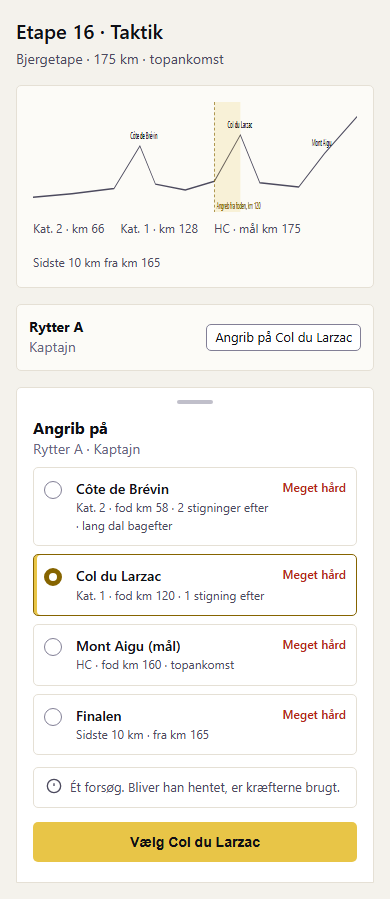 Etape 16 · Taktik
Bjergetape · 175 km · topankomst
Côte de Brévin
Col du Larzac
Mont Aigu
Angrib fra foden, km 120
Kat. 2 · km 66
Kat. 1 · km 128
HC · mål km 175
Sidste 10 km fra km 165
Rytter A
Kaptajn
Angrib på Col du Larzac
Angrib på
Rytter A · Kaptajn
Côte de Brévin
Meget hård
Kat. 2 · fod km 58 · 2 stigninger efter
· lang dal bagefter
Col du Larzac
Meget hård
Kat. 1 · fod km 120 · 1 stigning efter
Mont Aigu (mål)
Meget hård
HC · fod km 160 · topankomst
Finalen
Meget hård
Sidste 10 km · fra km 165
Ét forsøg. Bliver han hentet, er kræfterne brugt.
Vælg Col du Larzac